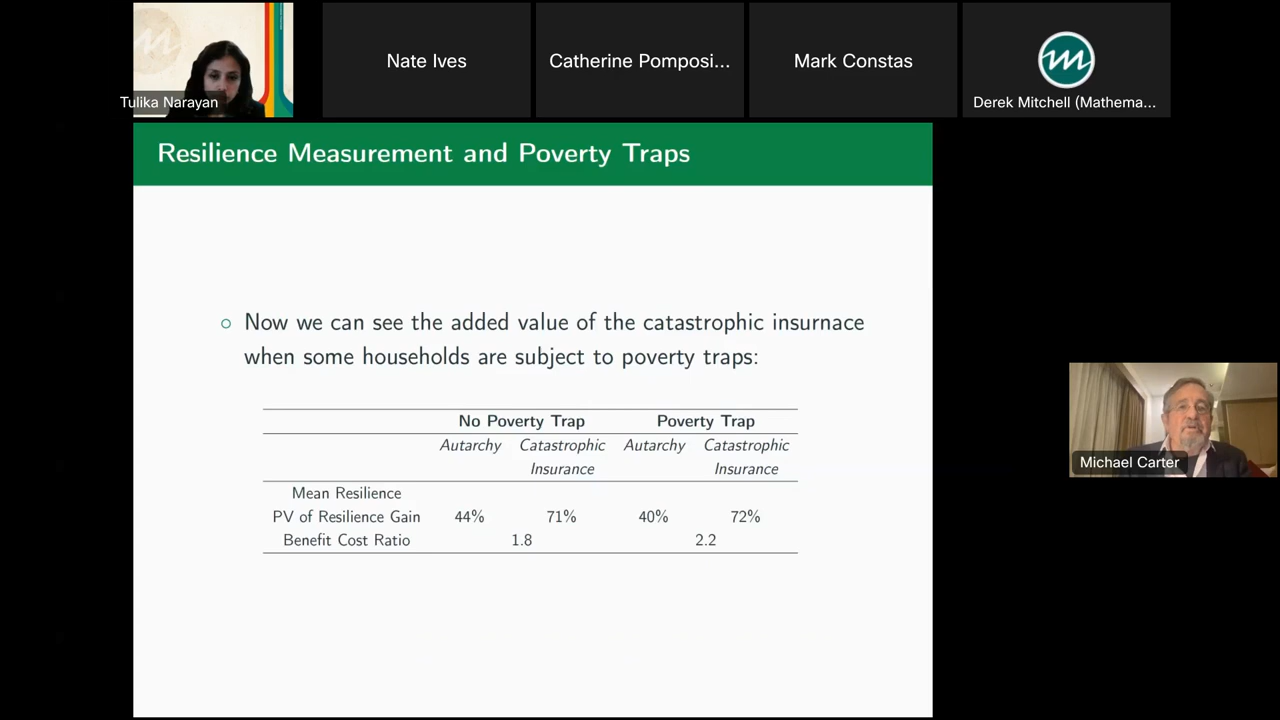 Tulika Narayan
Nate Ives
Catherine Pomposi...
Mark Constas
Derek Mitchell (Mathema...
Resilience Measurement and Poverty Traps
Now we can see the added value of the catastrophic insurnace
when some households are subject to poverty traps:
No Poverty Trap Poverty Trap
Autarchy Catastrophic Autarchy Catastrophic
Insurance Insurance
Mean Resilience
PV of Resilience Gain 44% 71% 40% 72%
Benefit Cost Ratio 1.8 2.2
Michael Carter